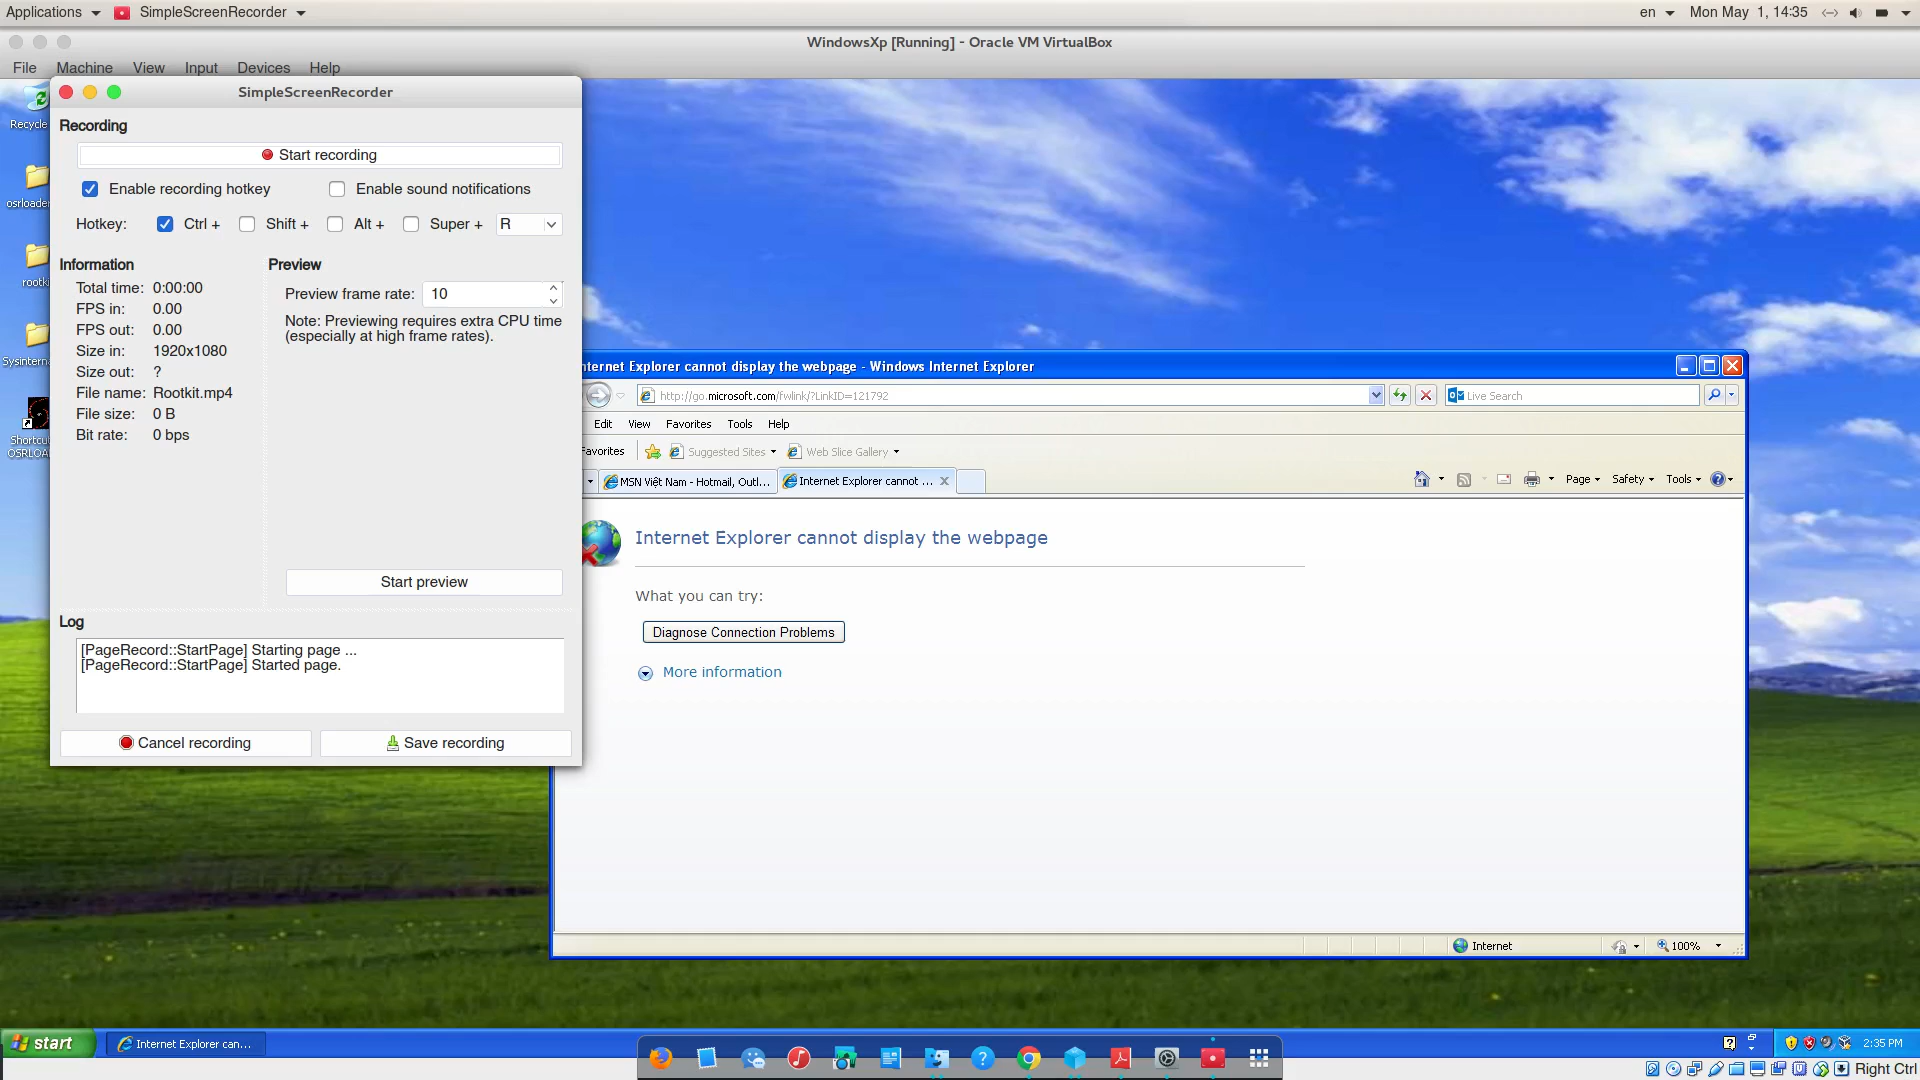 Applications SimpleScreenRecorder en Mon May 1, 14:35
WindowsXp [Running] - Oracle VM VirtualBox
File Machine View Input Devices Help
SimpleScreenRecorder
Recording
Start recording
Enable recording hotkey Enable sound notifications
Hotkey: Ctrl + Shift + Alt + Super + R
Information
Total time: 0:00:00
FPS in: 0.00
FPS out: 0.00
Size in: 1920x1080
Size out: ?
File name: Rootkit.mp4
File size: 0 B
Bit rate: 0 bps
Preview
Preview frame rate: 10
Note: Previewing requires extra CPU time
(especially at high frame rates).
Start preview
Log
[PageRecord::StartPage] Starting page ...
[PageRecord::StartPage] Started page.
Cancel recording Save recording
Recycle
osrloader
rootki
Sysintern
Shortcu
OSRLOA
nternet Explorer cannot display the webpage - Windows Internet Explorer
http://go.microsoft.com/fwlink/?LinkID=121792 Live Search
Edit View Favorites Tools Help
avorites Suggested Sites Web Slice Gallery
MSN Việt Nam - Hotmail, Outl... Internet Explorer cannot ... Page Safety Tools
Internet Explorer cannot display the webpage
What you can try:
Diagnose Connection Problems
More information
Internet 100%
start Internet Explorer can... 2:35 PM
Right Ctrl